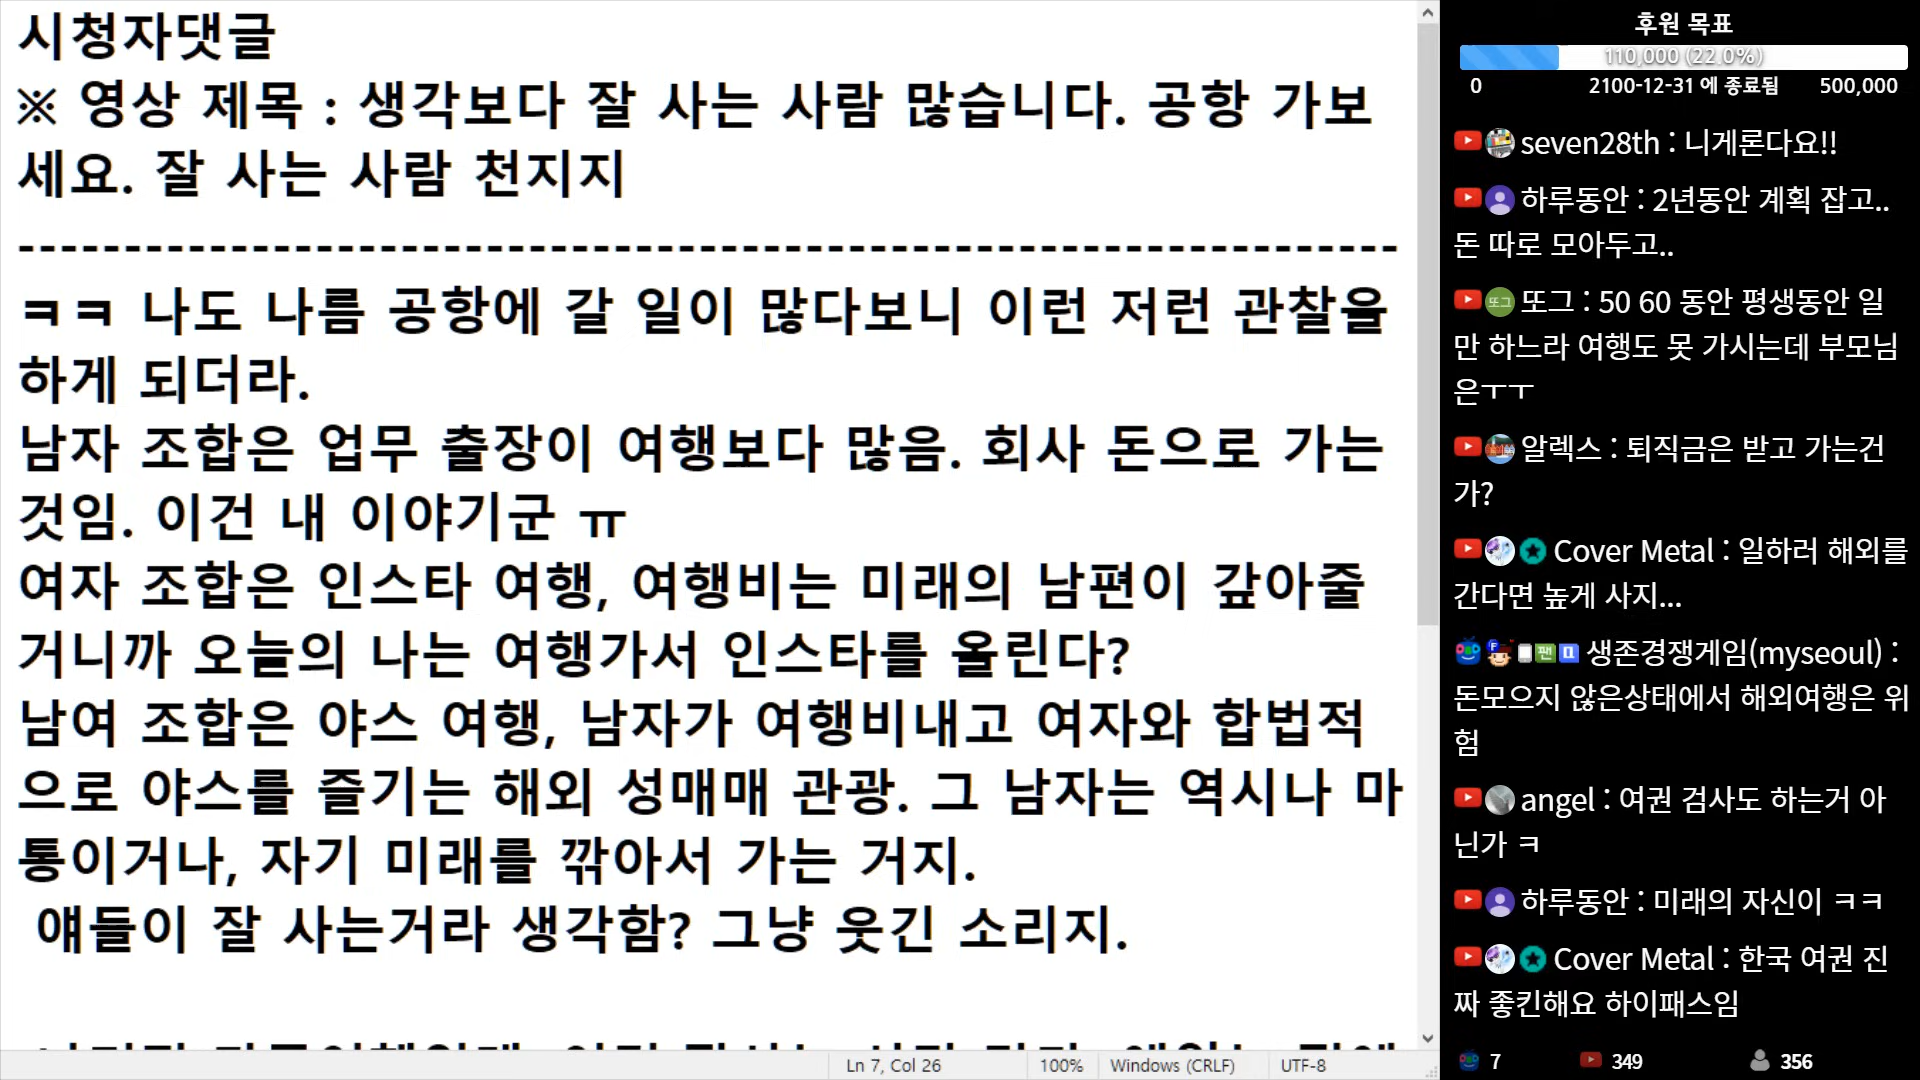 시청자댓글
※ 영상 제목 : 생각보다 잘 사는 사람 많습니다. 공항 가보
세요. 잘 사는 사람 천지지
ㅋㅋ 나도 나름 공항에 갈 일이 많다보니 이런 저런 관찰을
하게 되더라.
남자 조합은 업무 출장이 여행보다 많음. 회사 돈으로 가는
것임. 이건 내 이야기군 ㅠ
여자 조합은 인스타 여행, 여행비는 미래의 남편이 갚아줄
거니까 오늘의 나는 여행가서 인스타를 올린다?
남여 조합은 야스 여행, 남자가 여행비내고 여자와 합법적
으로 야스를 즐기는 해외 성매매 관광. 그 남자는 역시나 마
통이거나, 자기 미래를 깎아서 가는 거지.
얘들이 잘 사는거라 생각함? 그냥 웃긴 소리지.
Ln 7, Col 26 100% Windows (CRLF) UTF-8
후원 목표
110,000 (22.0%)
0 2100-12-31 에 종료됨 500,000
seven28th : 니게론다요!!
하루동안 : 2년동안 계획 잡고..
돈 따로 모아두고..
또그 또그 : 50 60 동안 평생동안 일
만 하느라 여행도 못 가시는데 부모님
은ㅜㅜ
알렉스 : 퇴직금은 받고 가는건
가?
Cover Metal : 일하러 해외를
간다면 높게 사지...
팬 생존경쟁게임(myseoul) :
돈모으지 않은상태에서 해외여행은 위
험
angel : 여권 검사도 하는거 아
닌가 ㅋ
하루동안 : 미래의 자신이 ㅋㅋ
Cover Metal : 한국 여권 진
짜 좋킨해요 하이패스임
7 349 356